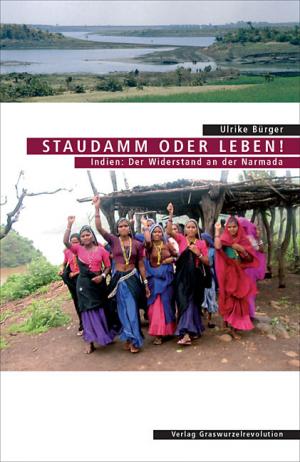 Ulrike Bürger
STAUDAMM ODER LEBEN!
Indien: Der Widerstand an der Narmada
Verlag Graswurzelrevolution